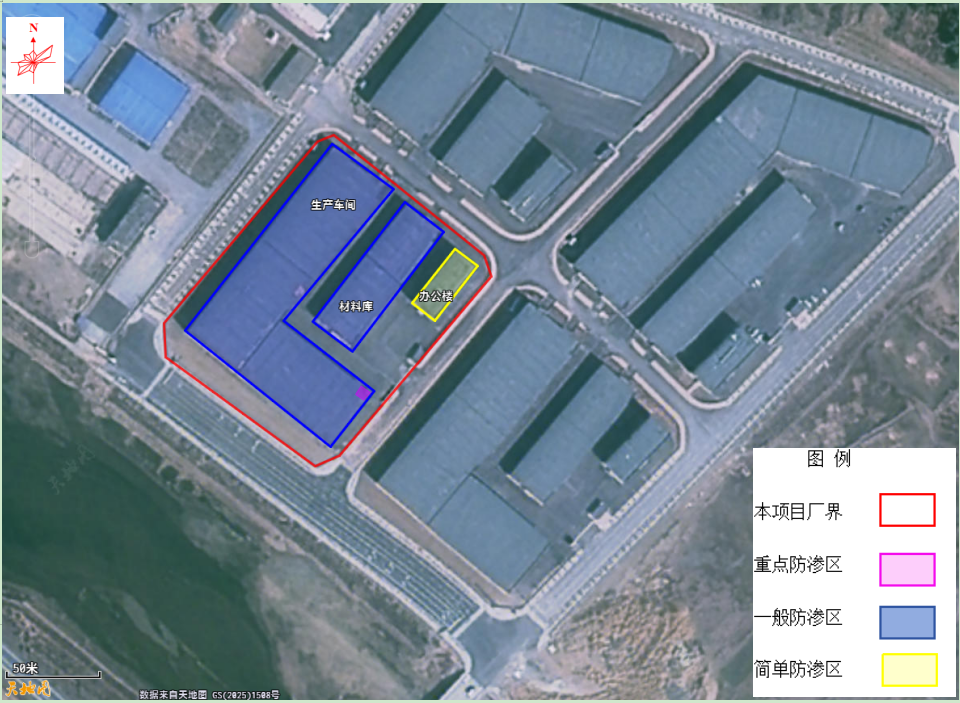 N
生产车间
材料库
办公楼
图 例
本项目厂界
重点防渗区
一般防渗区
简单防渗区
50米
天地图
数据来自天地图 GS(2025)1508号